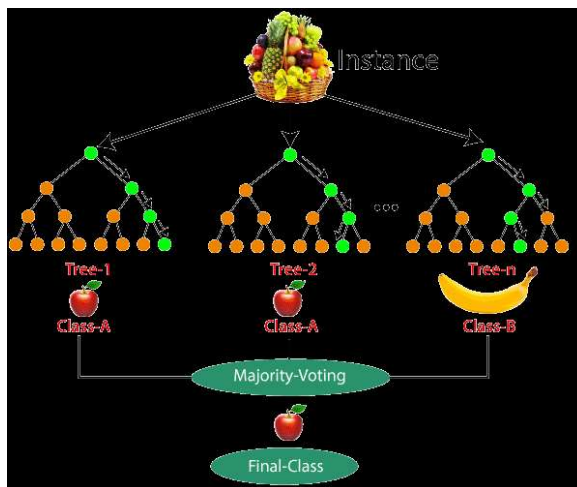 Instance
Tree-1
Tree-2
Tree-n
Class-A
Class-A
Class-B
Majority-Voting
Final-Class